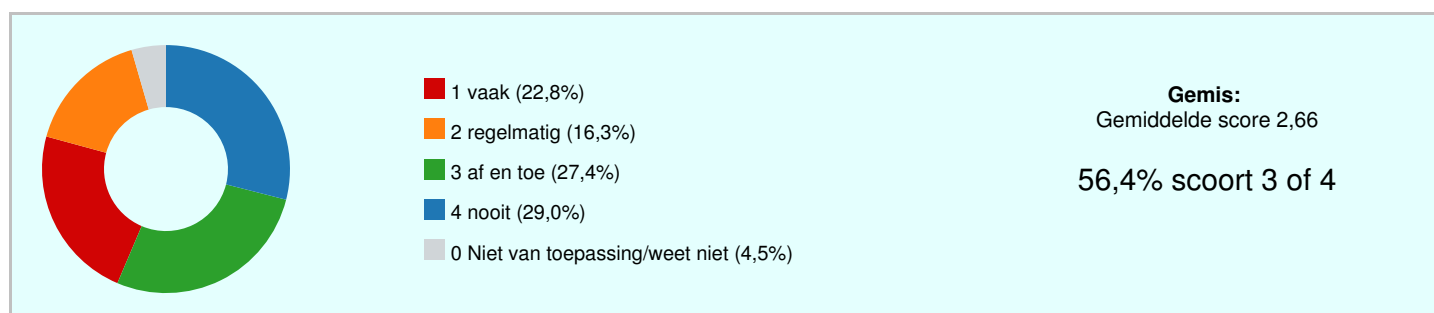 1 vaak (22,8%)
2 regelmatig (16,3%)
3 af en toe (27,4%)
4 nooit (29,0%)
0 Niet van toepassing/weet niet (4,5%)
Gemis:
Gemiddelde score 2,66
56,4% scoort 3 of 4